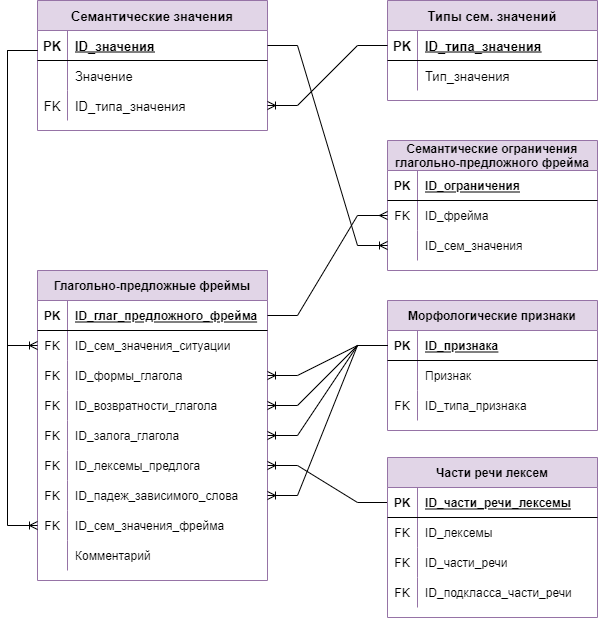 Семантические значения
PK ID_значения
Значение
FK ID_типа_значения
Типы сем. значений
PK ID_типа_значения
Тип_значения
Семантические ограничения
глагольно-предложного фрейма
PK ID_ограничения
FK ID_фрейма
ID_сем_значения
Глагольно-предложные фреймы
PK ID_глаг_предложного_фрейма
FK ID_сем_значения_ситуации
FK ID_формы_глагола
FK ID_возвратности_глагола
FK ID_залога_глагола
FK ID_лексемы_предлога
FK ID_падеж_зависимого_слова
FK ID_сем_значения_фрейма
Комментарий
Морфологические признаки
PK ID_признака
Признак
FK ID_типа_признака
Части речи лексем
PK ID_части_речи_лексемы
FK ID_лексемы
FK ID_части_речи
FK ID_подкласса_части_речи